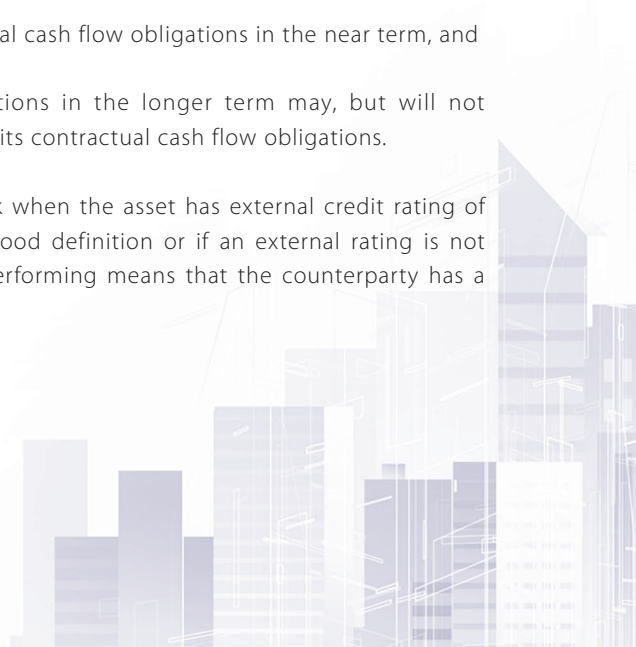 al cash flow obligations in the near term, and
tions in the longer term may, but will not
its contractual cash flow obligations.
when the asset has external credit rating of
ood definition or if an external rating is not
erforming means that the counterparty has a